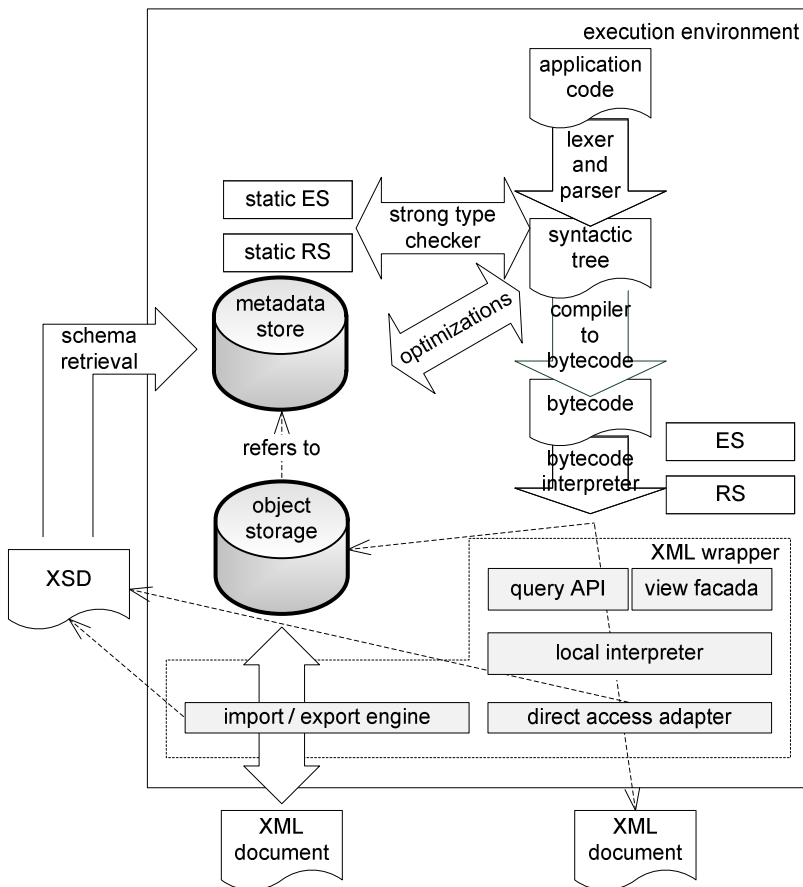 execution environment
application
code
lexer
and
parser
static ES
static RS
strong type
checker
syntactic
tree
metadata
store
optimizations
schema
retrieval
compiler
to
bytecode
bytecode
refers to
bytecode
interpreter
ES
RS
object
storage
XML wrapper
XSD
query API
view facada
local interpreter
import / export engine
direct access adapter
XML
document
XML
document